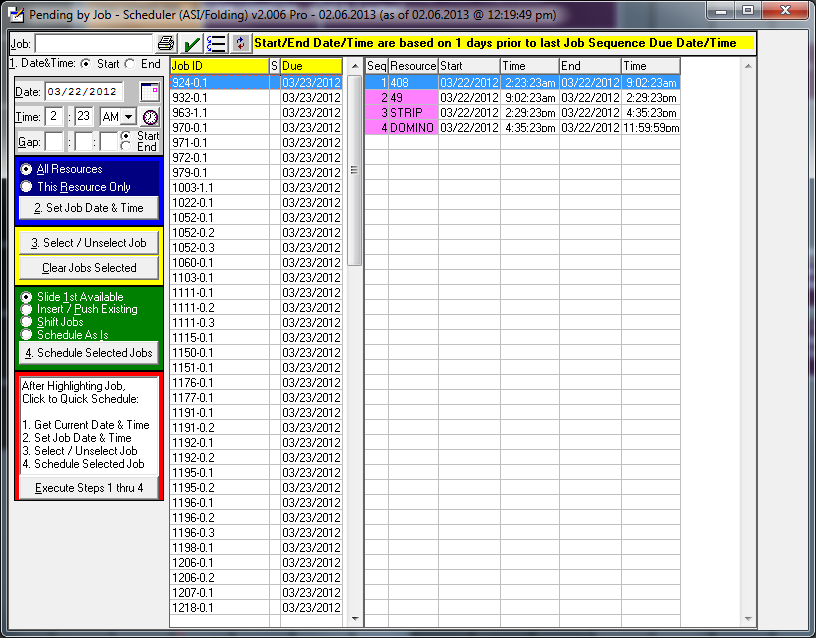 Pending by Job - Scheduler (ASI/Folding) v2.006 Pro - 02.06.2013 (as of 02.06.2013 @ 12:19:49 pm)
Job: Start/End Date/Time are based on 1 days prior to last Job Sequence Due Date/Time
1. Date&Time: Start End
Date: 03/22/2012
Time: 2 : 23 AM
Gap: : : Start End
All Resources
This Resource Only
2. Set Job Date & Time
3. Select / Unselect Job
Clear Jobs Selected
Slide 1st Available
Insert / Push Existing
Shift Jobs
Schedule As Is
4. Schedule Selected Jobs
After Highlighting Job,
Click to Quick Schedule:
1. Get Current Date & Time
2. Set Job Date & Time
3. Select / Unselect Job
4. Schedule Selected Job
Execute Steps 1 thru 4
Job ID S Due
924-0.1 03/23/2012
932-0.1 03/23/2012
963-1.1 03/23/2012
970-0.1 03/23/2012
971-0.1 03/23/2012
972-0.1 03/23/2012
979-0.1 03/23/2012
1003-1.1 03/23/2012
1022-0.1 03/23/2012
1052-0.1 03/23/2012
1052-0.2 03/23/2012
1052-0.3 03/23/2012
1060-0.1 03/23/2012
1103-0.1 03/23/2012
1111-0.1 03/23/2012
1111-0.2 03/23/2012
1111-0.3 03/23/2012
1115-0.1 03/23/2012
1150-0.1 03/23/2012
1151-0.1 03/23/2012
1176-0.1 03/23/2012
1177-0.1 03/23/2012
1191-0.1 03/23/2012
1191-0.2 03/23/2012
1192-0.1 03/23/2012
1192-0.2 03/23/2012
1195-0.1 03/23/2012
1195-0.2 03/23/2012
1196-0.1 03/23/2012
1196-0.2 03/23/2012
1196-0.3 03/23/2012
1198-0.1 03/23/2012
1206-0.1 03/23/2012
1206-0.2 03/23/2012
1207-0.1 03/23/2012
1218-0.1 03/23/2012
Seq Resource Start Time End Time
1 408 03/22/2012 2:23:23am 03/22/2012 9:02:23am
2 49 03/22/2012 9:02:23am 03/22/2012 2:29:23pm
3 STRIP 03/22/2012 2:29:23pm 03/22/2012 4:35:23pm
4 DOMINO 03/22/2012 4:35:23pm 03/22/2012 11:59:59pm